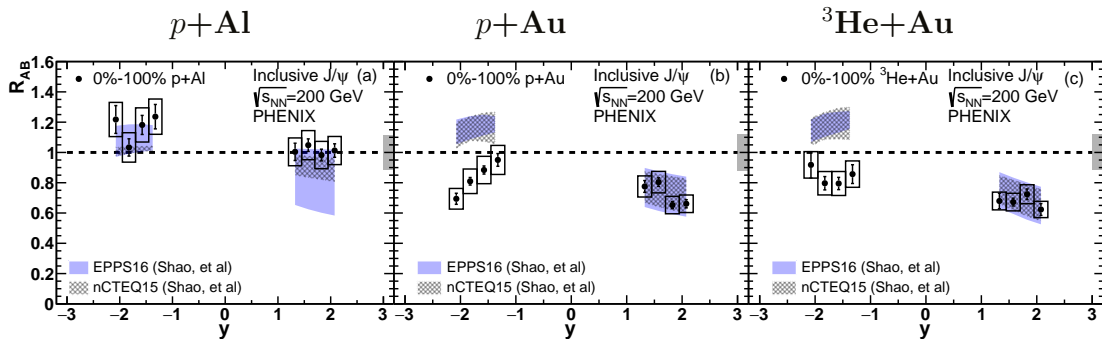 p+Al p+Au ³He+Au
R_AB
1.6
1.4
1.2
1
0.8
0.6
0.4
0.2
0
0%-100% p+Al
Inclusive J/ψ (a)
√s_NN=200 GeV
PHENIX
EPPS16 (Shao, et al)
nCTEQ15 (Shao, et al)
−3 −2 −1 0 1 2 3
y
0%-100% p+Au
Inclusive J/ψ (b)
√s_NN=200 GeV
PHENIX
EPPS16 (Shao, et al)
nCTEQ15 (Shao, et al)
−2 −1 0 1 2 3
y
0%-100% ³He+Au
Inclusive J/ψ (c)
√s_NN=200 GeV
PHENIX
EPPS16 (Shao, et al)
nCTEQ15 (Shao, et al)
−3 −2 −1 0 1 2 3
y